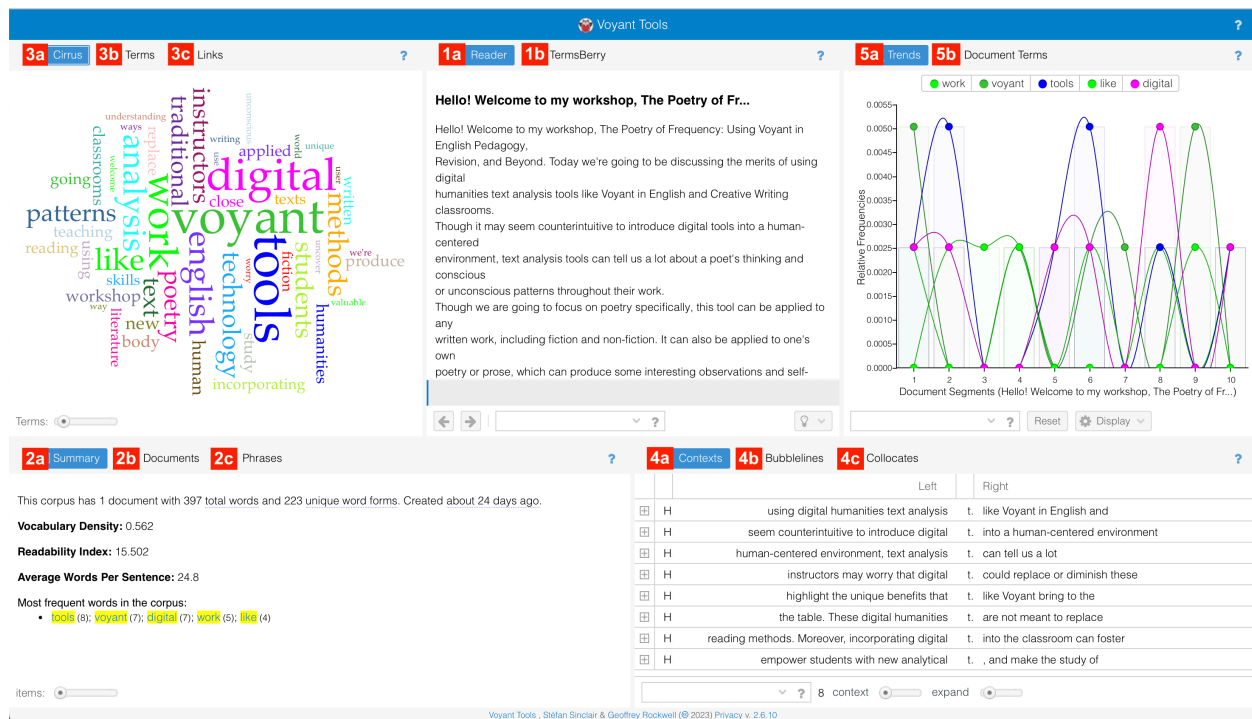 Voyant Tools
?
3a Cirrus 3b Terms 3c Links ?
understanding
unconscious
instructors
traditional
ways
classrooms
welcome
analysis
replace
writing
use
applied
world
unique
user
digital
going
work
close
texts
written
methods
patterns
voyant
teaching
reading
using
like
english
tools
students
fiction
worry
uncover
we're
produce
skills
text
poetry
technology
workshop
valuable
way
literature
new
body
human
study
humanities
incorporating
Terms:
1a Reader 1b TermsBerry ?
Hello! Welcome to my workshop, The Poetry of Fr...
Hello! Welcome to my workshop, The Poetry of Frequency: Using Voyant in
English Pedagogy,
Revision, and Beyond. Today we're going to be discussing the merits of using
digital
humanities text analysis tools like Voyant in English and Creative Writing
classrooms.
Though it may seem counterintuitive to introduce digital tools into a human-
centered
environment, text analysis tools can tell us a lot about a poet's thinking and
conscious
or unconscious patterns throughout their work.
Though we are going to focus on poetry specifically, this tool can be applied to
any
written work, including fiction and non-fiction. It can also be applied to one's
own
poetry or prose, which can produce some interesting observations and self-
?
5a Trends 5b Document Terms ?
work voyant tools like digital
Relative Frequencies
0.0055
0.0050
0.0045
0.0040
0.0035
0.0030
0.0025
0.0020
0.0015
0.0010
0.0005
0.0000
1 2 3 4 5 6 7 8 9 10
Document Segments (Hello! Welcome to my workshop, The Poetry of Fr...)
? Reset Display
2a Summary 2b Documents 2c Phrases ?
This corpus has 1 document with 397 total words and 223 unique word forms. Created about 24 days ago.
Vocabulary Density: 0.562
Readability Index: 15.502
Average Words Per Sentence: 24.8
Most frequent words in the corpus:
• tools (8); voyant (7); digital (7); work (5); like (4)
items:
4a Contexts 4b Bubblelines 4c Collocates ?
Left Right
H using digital humanities text analysis t. like Voyant in English and
H seem counterintuitive to introduce digital t. into a human-centered environment
H human-centered environment, text analysis t. can tell us a lot
H instructors may worry that digital t. could replace or diminish these
H highlight the unique benefits that t. like Voyant bring to the
H the table. These digital humanities t. are not meant to replace
H reading methods. Moreover, incorporating digital t. into the classroom can foster
H empower students with new analytical t. , and make the study of
? 8 context expand
Voyant Tools , Stéfan Sinclair & Geoffrey Rockwell (© 2023) Privacy v. 2.6.10